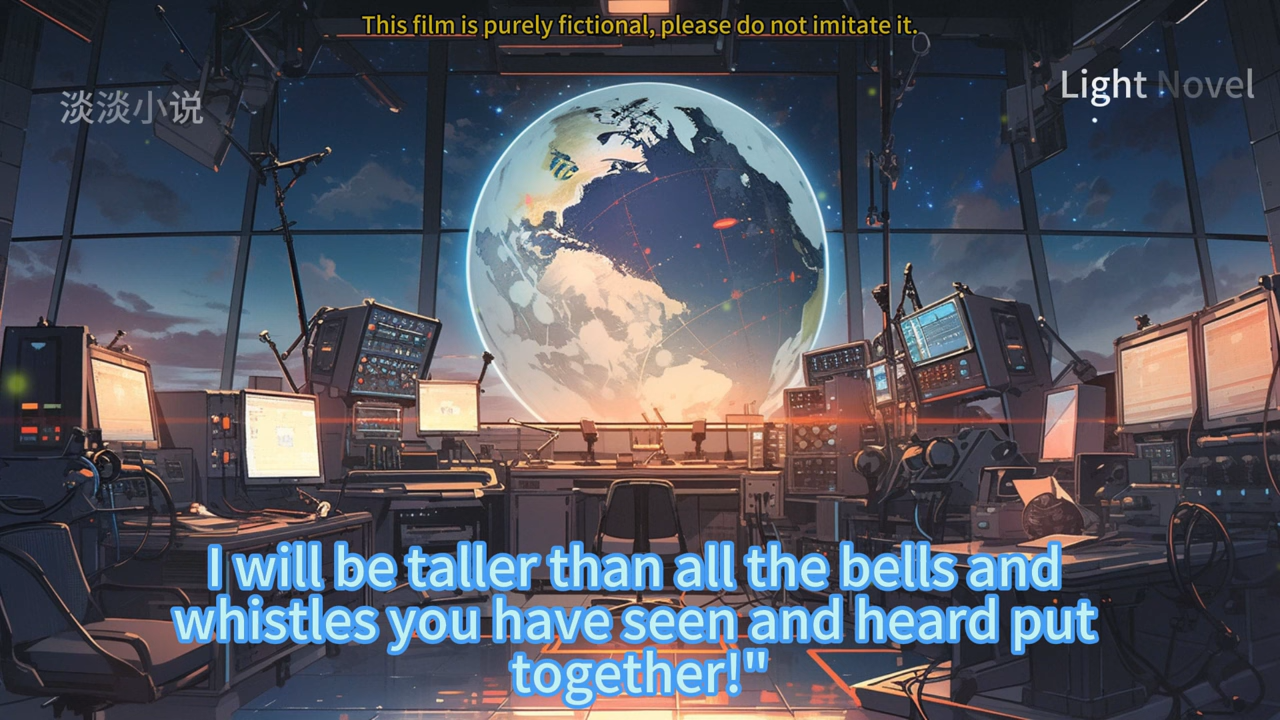 This film is purely fictional, please do not imitate it.
淡淡小说
Light Novel
I will be taller than all the bells and
whistles you have seen and heard put
together!"